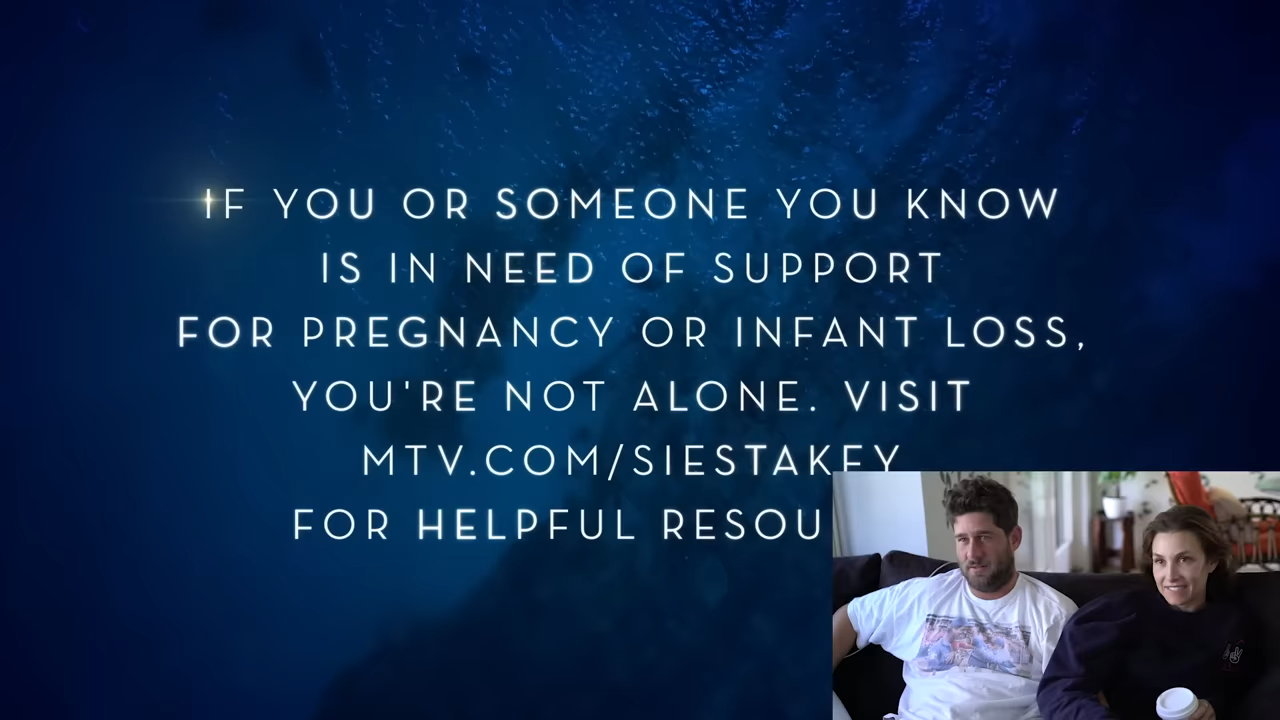 IF YOU OR SOMEONE YOU KNOW
IS IN NEED OF SUPPORT
FOR PREGNANCY OR INFANT LOSS,
YOU'RE NOT ALONE. VISIT
MTV.COM/SIESTAKEY
FOR HELPFUL RESOU